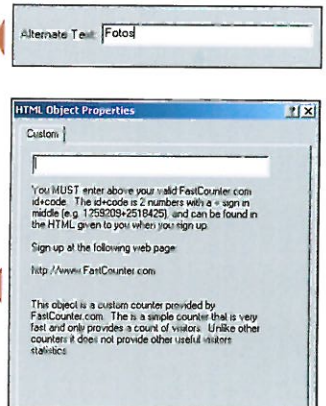 Alternate Text: Fotos
HTML Object Properties
? X
Custom
You MUST enter above your valid FastCounter.com
id+code. The id+code is 2 numbers with a + sign in
middle (e.g. 1259209+2518425), and can be found in
the HTML given to you when you sign up.
Sign up at the following web page:
http://www.FastCounter.com
This object is a custom counter provided by
FastCounter.com. The is a simple counter that is very
fast and only provides a count of visitors. Unlike other
counters it does not provide other useful visitors
statistics